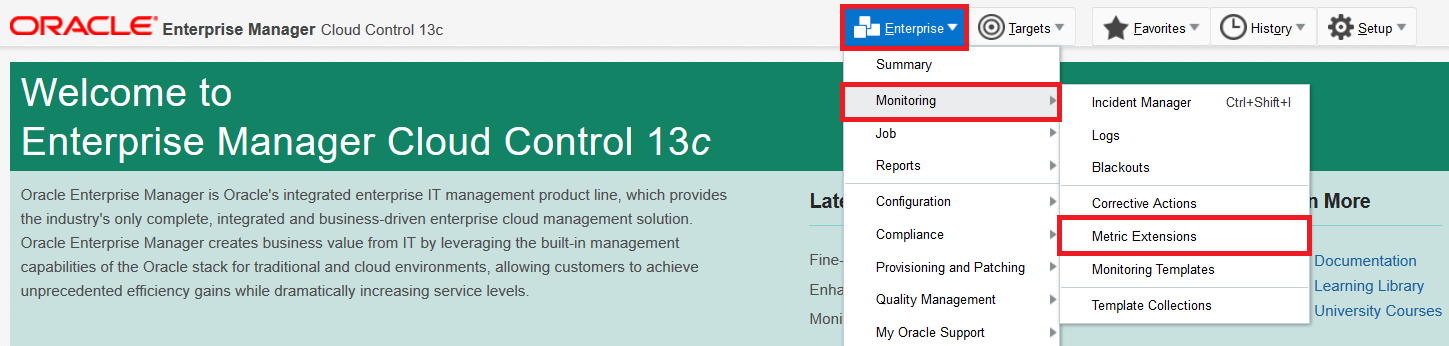 ORACLE Enterprise Manager Cloud Control 13c
Enterprise
Targets
Favorites
History
Setup
Welcome to
Enterprise Manager Cloud Control 13c
Oracle Enterprise Manager is Oracle's integrated enterprise IT management product line, which provides
the industry's only complete, integrated and business-driven enterprise cloud management solution.
Oracle Enterprise Manager creates business value from IT by leveraging the built-in management
capabilities of the Oracle stack for traditional and cloud environments, allowing customers to achieve
unprecedented efficiency gains while dramatically increasing service levels.
Summary
Monitoring
Job
Reports
Configuration
Compliance
Provisioning and Patching
Quality Management
My Oracle Support
Incident Manager Ctrl+Shift+I
Logs
Blackouts
Corrective Actions
Metric Extensions
Monitoring Templates
Template Collections
Fine-
Enha
Moni
More
Documentation
Learning Library
University Courses